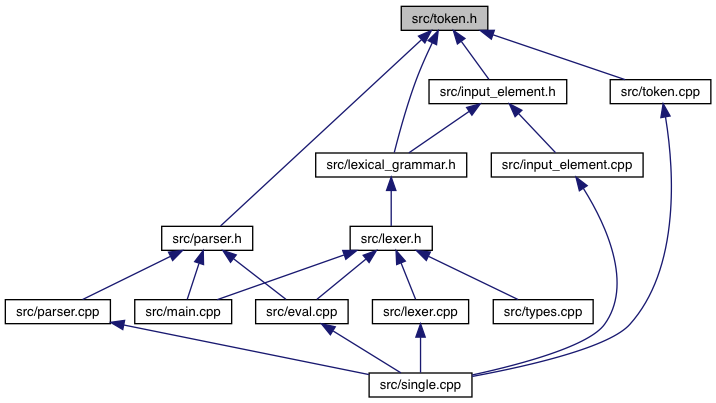 src/token.h
src/input_element.h
src/token.cpp
src/lexical_grammar.h
src/input_element.cpp
src/parser.h
src/lexer.h
src/parser.cpp
src/main.cpp
src/eval.cpp
src/lexer.cpp
src/types.cpp
src/single.cpp